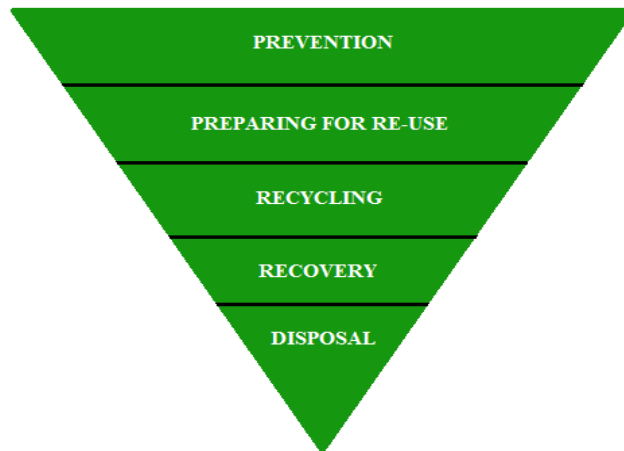 PREVENTION
PREPARING FOR RE-USE
RECYCLING
RECOVERY
DISPOSAL